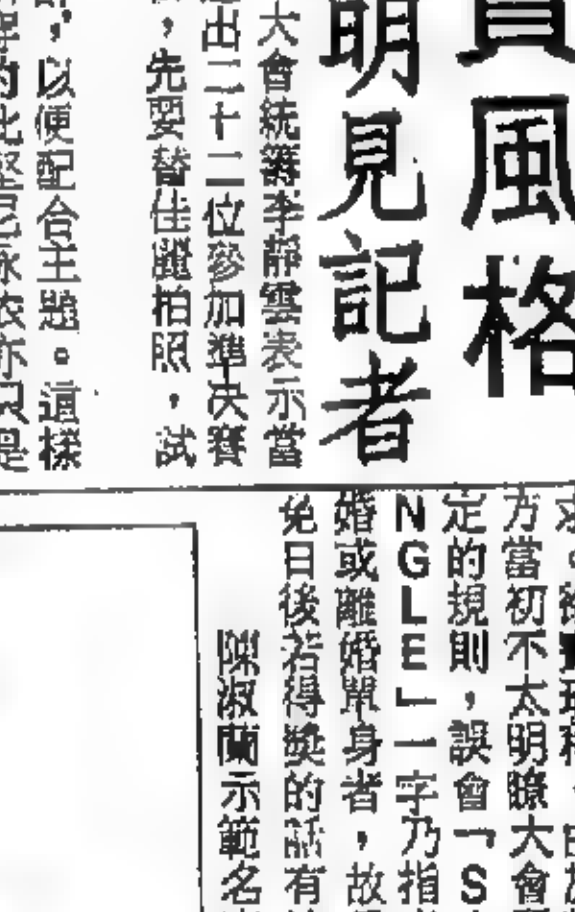 風格
明見記者
大會統籌李靜雲表示當
出二十二位參加準決賽
，先要替佳麗拍照，試
，以便配合主題。這樣
亦只是
方當初不太明瞭大會
定的規則，誤會「S
NGLE」一字乃指
婚或離婚單身者，故
免日後若得獎的話有
陳淑蘭示範名